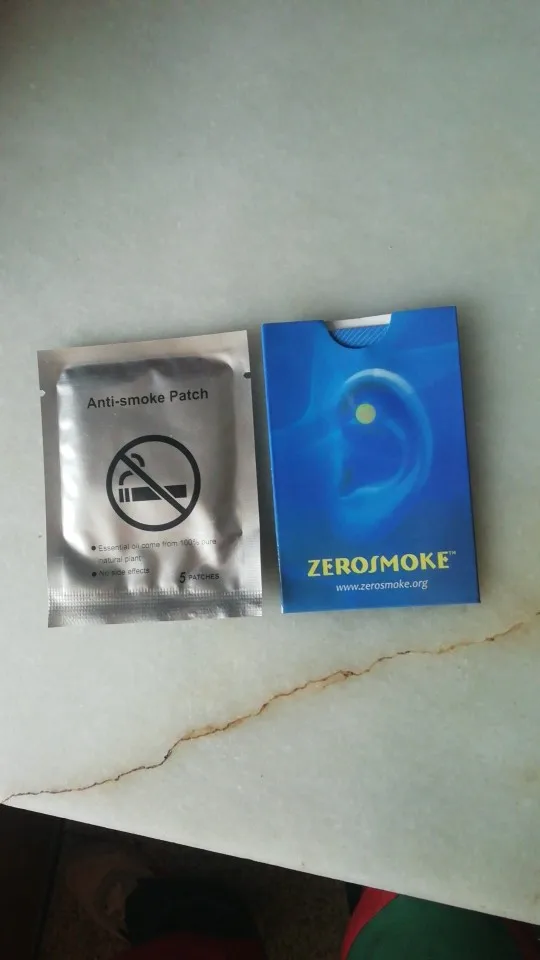 Anti-smoke Patch
● Essential oil come from 100% pure
natural plant
● No side effects
5 PATCHES
ZEROSMOKE™
www.zerosmoke.org